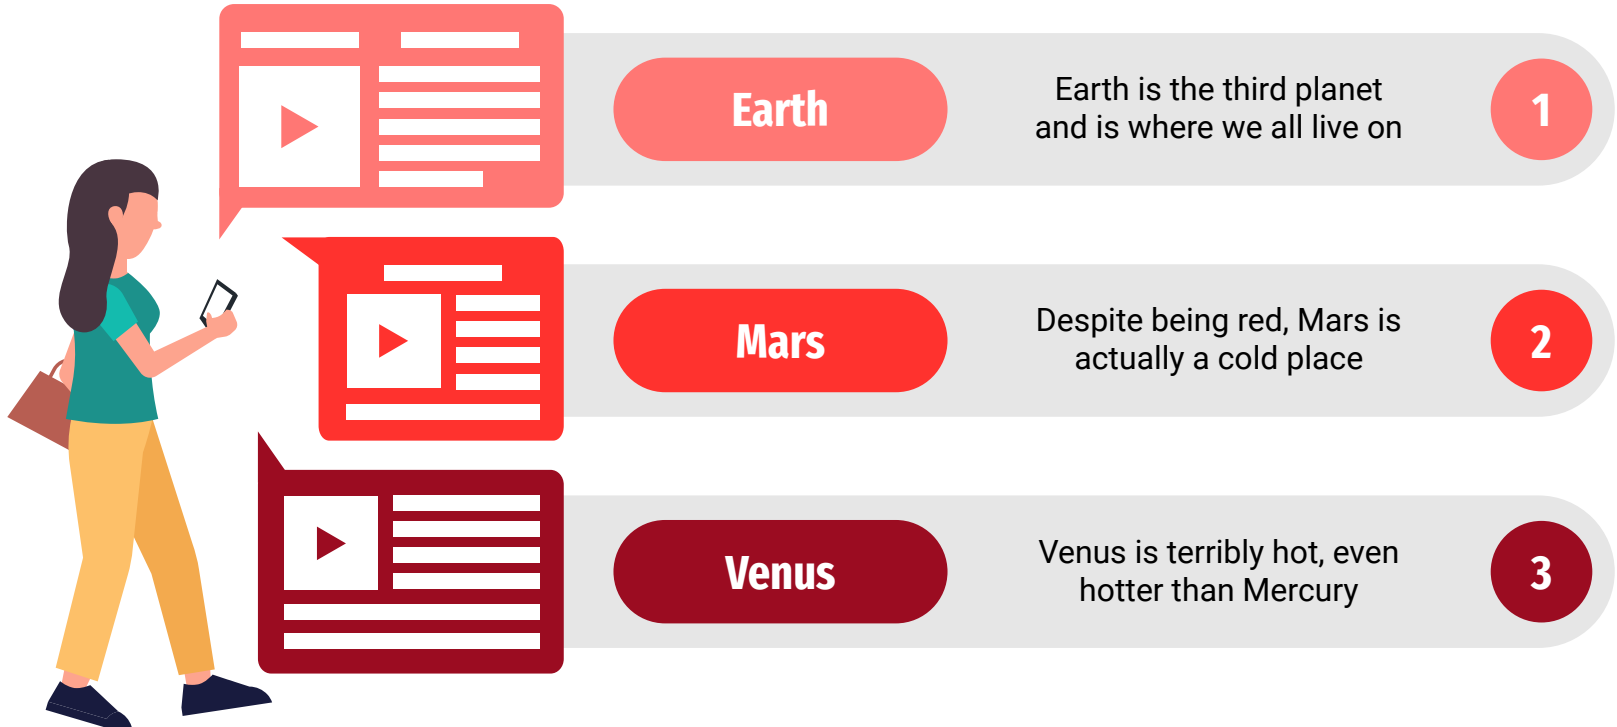 Earth
Earth is the third planet
and is where we all live on
1
Mars
Despite being red, Mars is
actually a cold place
2
Venus
Venus is terribly hot, even
hotter than Mercury
3